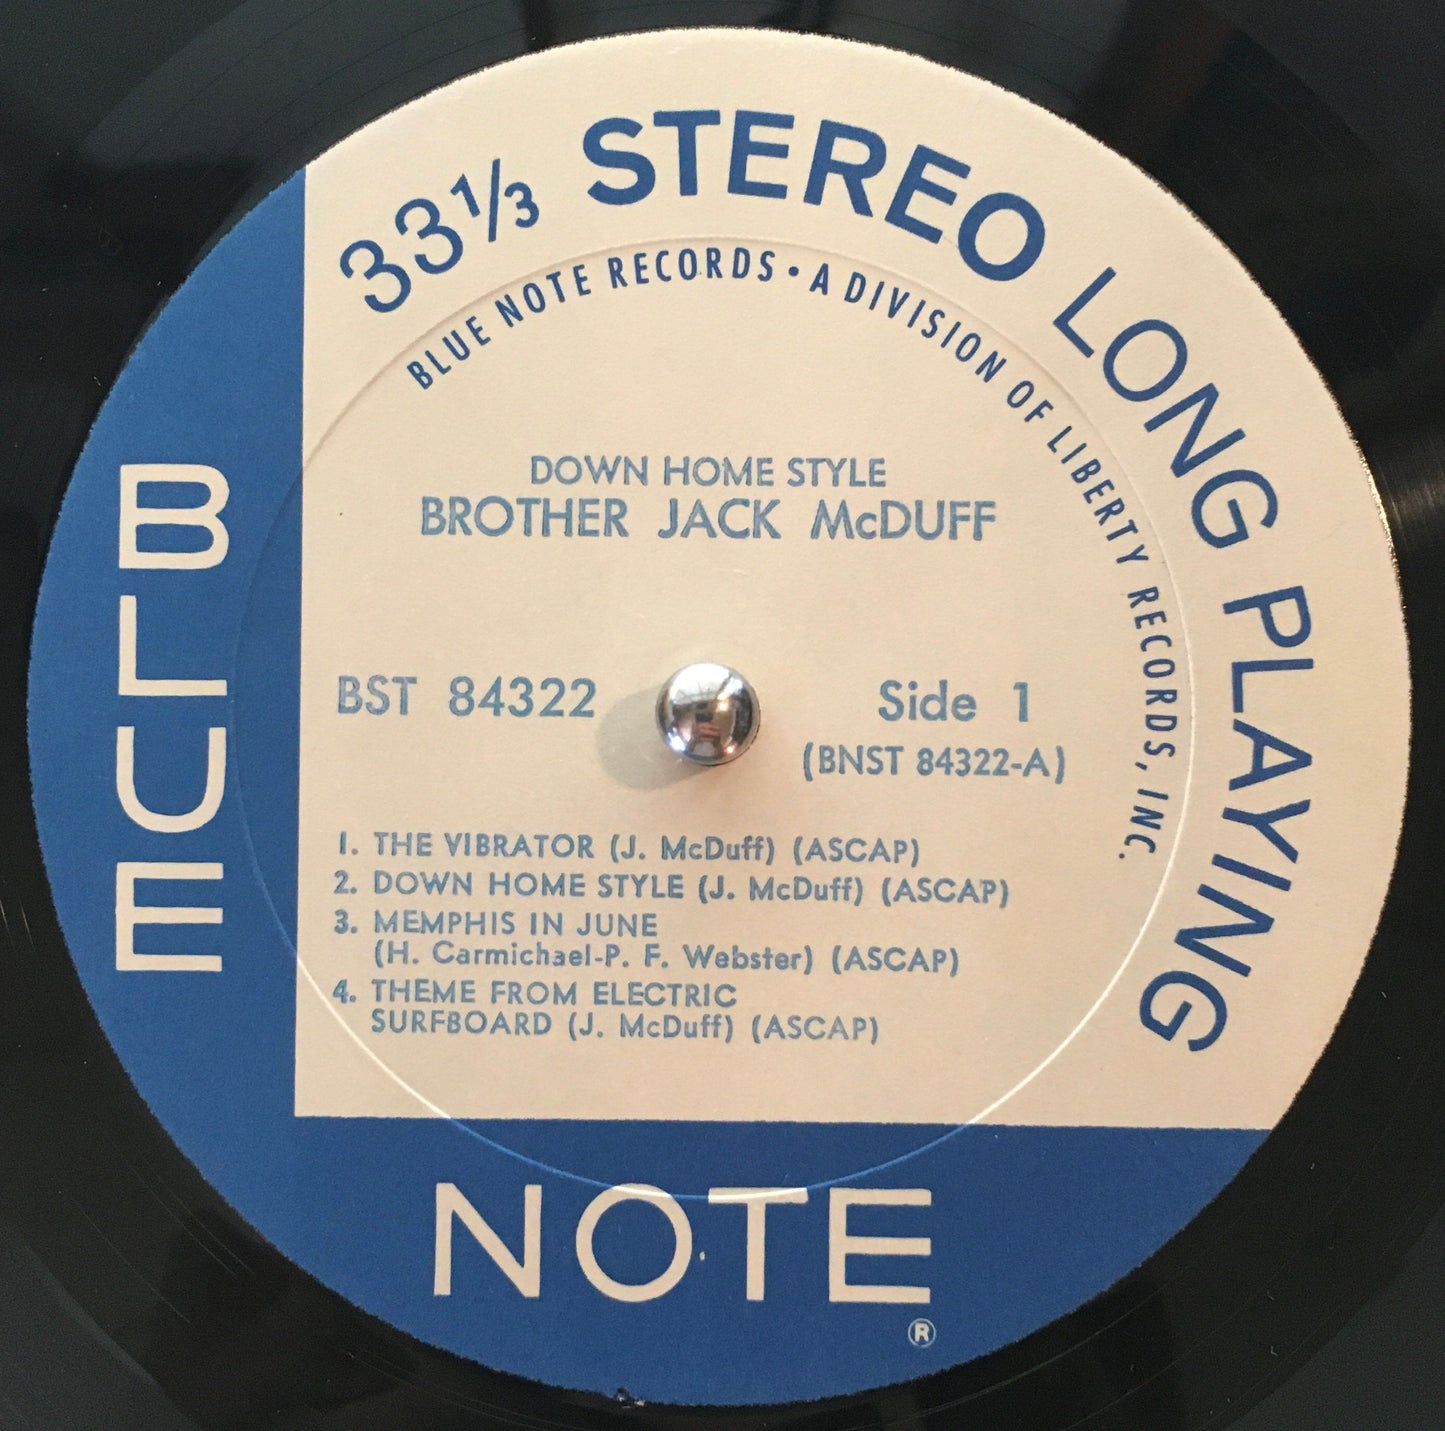 33 1/3 STEREO LONG PLAYING
BLUE NOTE RECORDS • A DIVISION OF LIBERTY RECORDS, INC.
DOWN HOME STYLE
BROTHER JACK McDUFF
BST 84322
Side 1
(BNST 84322-A)
1. THE VIBRATOR (J. McDuff) (ASCAP)
2. DOWN HOME STYLE (J. McDuff) (ASCAP)
3. MEMPHIS IN JUNE
(H. Carmichael-P. F. Webster) (ASCAP)
4. THEME FROM ELECTRIC
SURFBOARD (J. McDuff) (ASCAP)
BLUE
NOTE
®